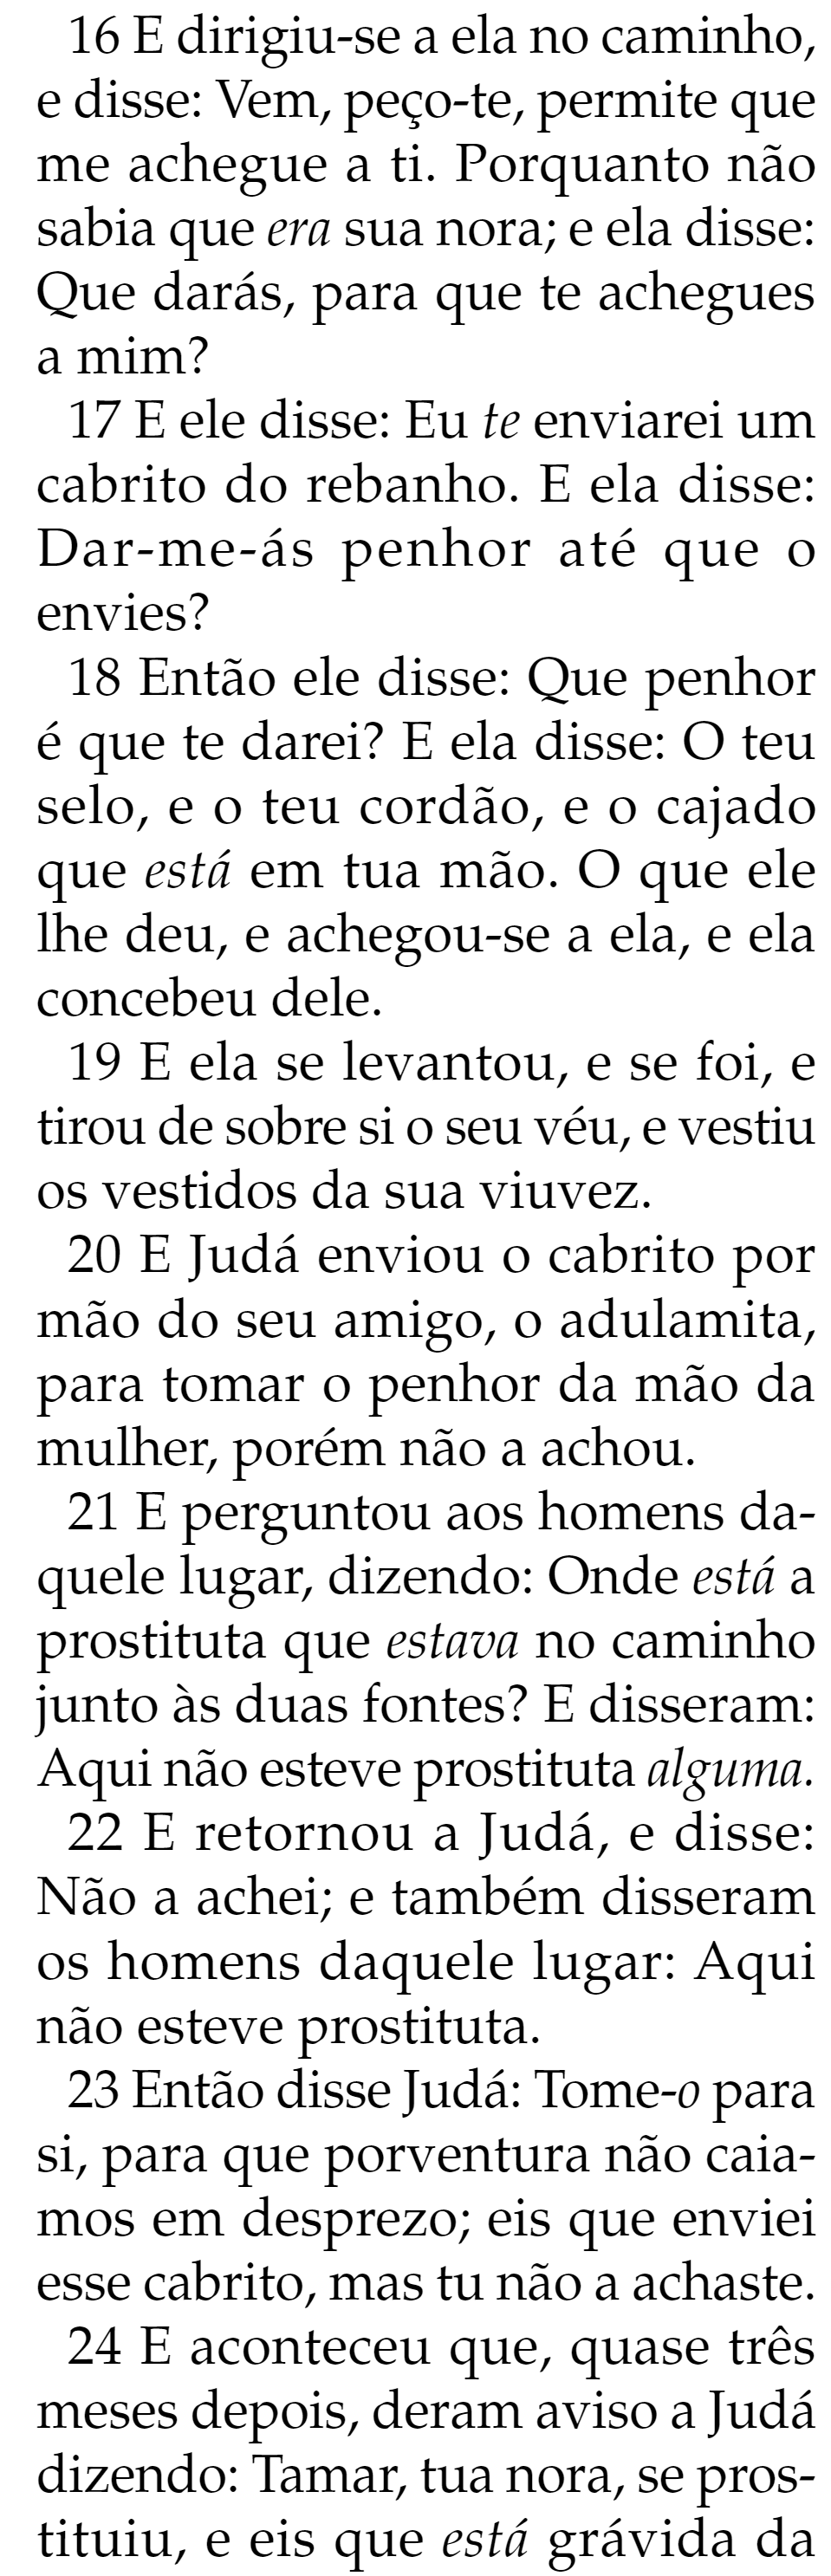 16 E dirigiu-se a ela no caminho,
e disse: Vem, peço-te, permite que
me achegue a ti. Porquanto não
sabia que era sua nora; e ela disse:
Que darás, para que te achegues
a mim?
17 E ele disse: Eu te enviarei um
cabrito do rebanho. E ela disse:
Dar-me-ás penhor até que o
envies?
18 Então ele disse: Que penhor
é que te darei? E ela disse: O teu
selo, e o teu cordão, e o cajado
que está em tua mão. O que ele
lhe deu, e achegou-se a ela, e ela
concebeu dele.
19 E ela se levantou, e se foi, e
tirou de sobre si o seu véu, e vestiu
os vestidos da sua viuvez.
20 E Judá enviou o cabrito por
mão do seu amigo, o adulamita,
para tomar o penhor da mão da
mulher, porém não a achou.
21 E perguntou aos homens da-
quele lugar, dizendo: Onde está a
prostituta que estava no caminho
junto às duas fontes? E disseram:
Aqui não esteve prostituta alguma.
22 E retornou a Judá, e disse:
Não a achei; e também disseram
os homens daquele lugar: Aqui
não esteve prostituta.
23 Então disse Judá: Tome-o para
si, para que porventura não caia-
mos em desprezo; eis que enviei
esse cabrito, mas tu não a achaste.
24 E aconteceu que, quase três
meses depois, deram aviso a Judá
dizendo: Tamar, tua nora, se pros-
tituiu, e eis que está grávida da